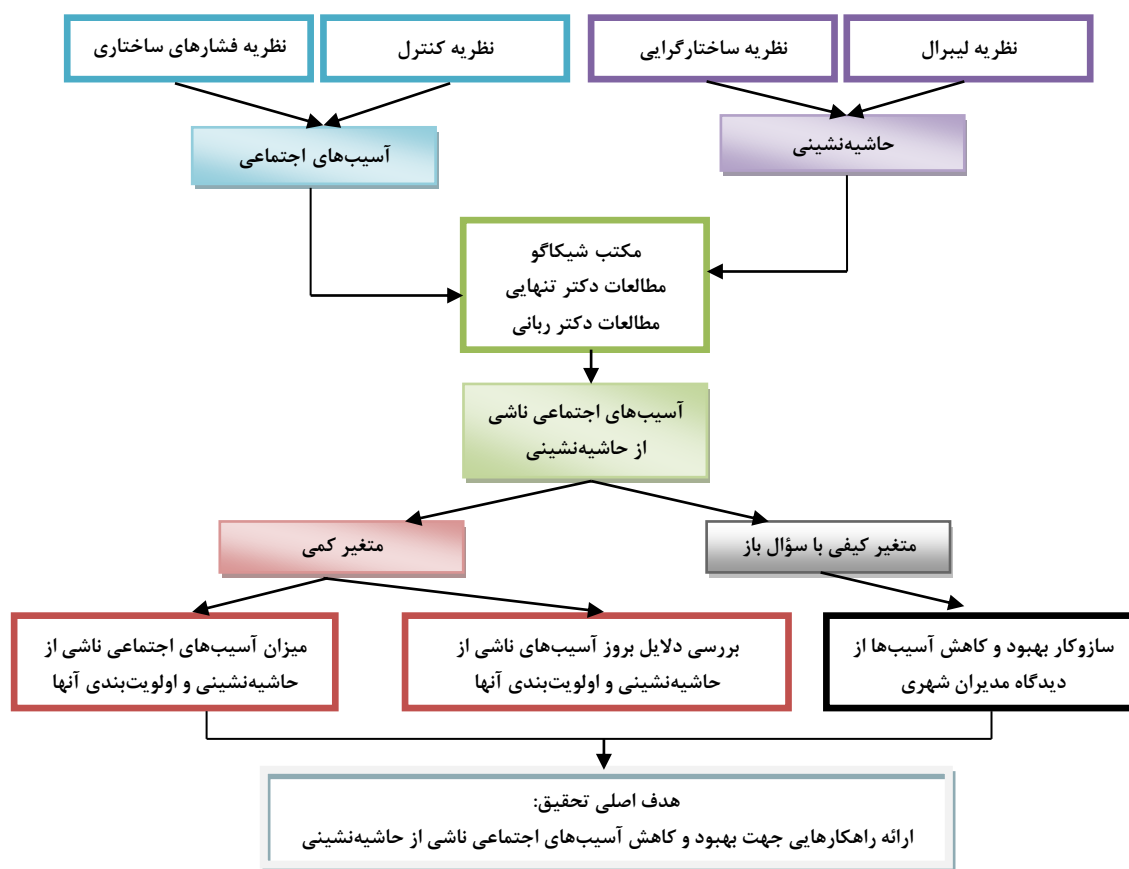 نظریه لیبرال
نظریه ساختارگرایی
نظریه کنترل
نظریه فشارهای ساختاری
حاشیه‌نشینی
آسیب‌های اجتماعی
مکتب شیکاگو
مطالعات دکتر تنهایی
مطالعات دکتر ربانی
آسیب‌های اجتماعی ناشی
از حاشیه‌نشینی
متغیر کیفی با سؤال باز
متغیر کمی
سازوکار بهبود و کاهش آسیب‌ها از
دیدگاه مدیران شهری
بررسی دلایل بروز آسیب‌های ناشی از
حاشیه‌نشینی و اولویت‌بندی آنها
میزان آسیب‌های اجتماعی ناشی از
حاشیه‌نشینی و اولویت‌بندی آنها
هدف اصلی تحقیق:
ارائه راهکارهایی جهت بهبود و کاهش آسیب‌های اجتماعی ناشی از حاشیه‌نشینی